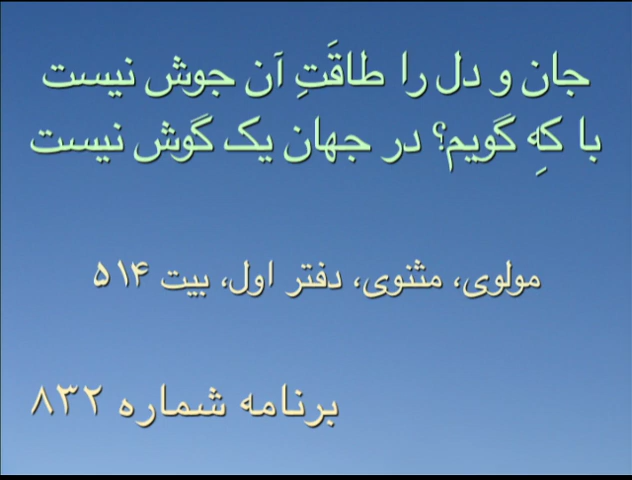 جان و دل را طاقَتِ آن جوش نیست
با کهِ گویم؟ در جهان یک گوش نیست
مولوی، مثنوی، دفتر اول، بیت ۵۱۴
برنامه شماره ۸۳۲